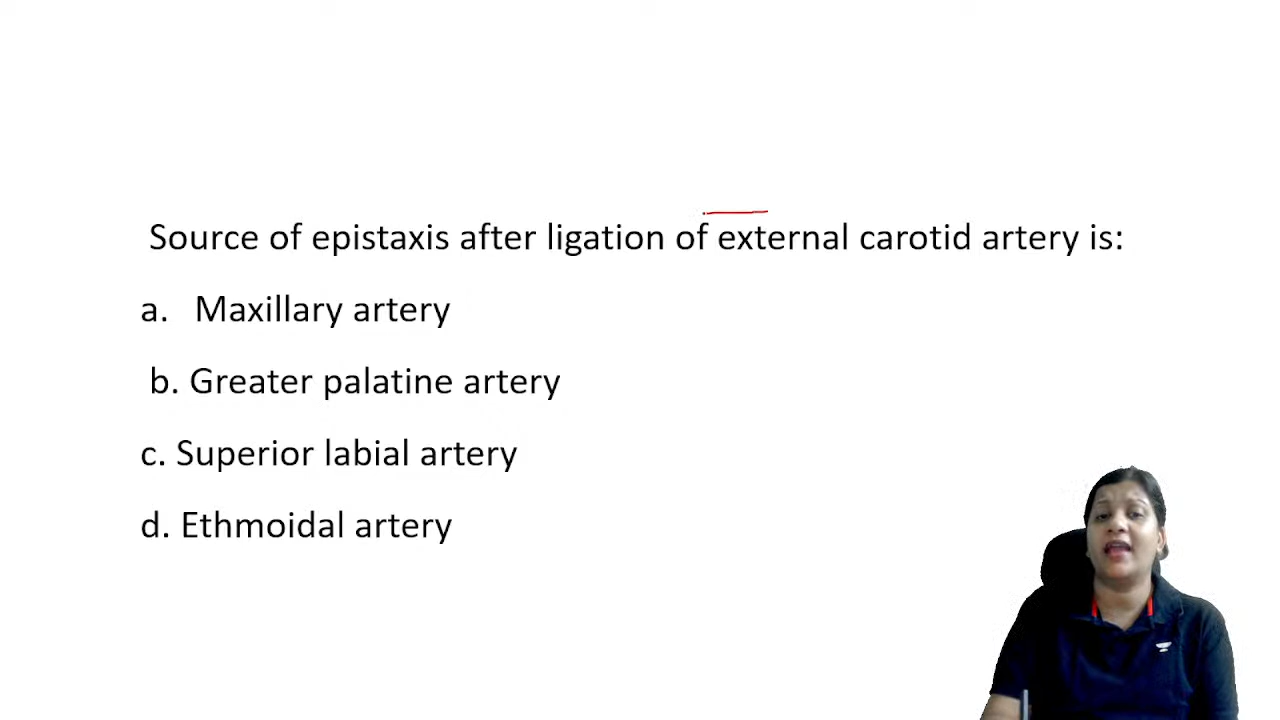 Source of epistaxis after ligation of external carotid artery is:
a. Maxillary artery
b. Greater palatine artery
c. Superior labial artery
d. Ethmoidal artery